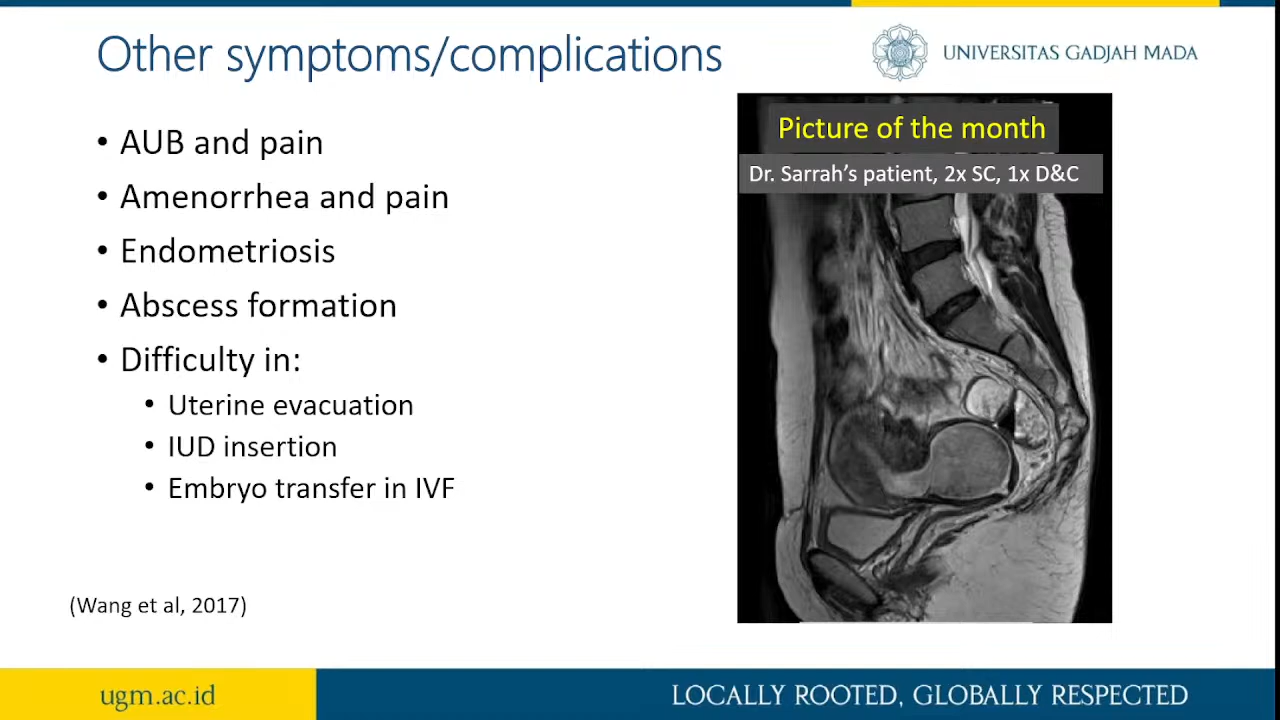 Other symptoms/complications
UNIVERSITAS GADJAH MADA
• AUB and pain
• Amenorrhea and pain
• Endometriosis
• Abscess formation
• Difficulty in:
• Uterine evacuation
• IUD insertion
• Embryo transfer in IVF
(Wang et al, 2017)
Picture of the month
Dr. Sarrah's patient, 2x SC, 1x D&C
ugm.ac.id
LOCALLY ROOTED, GLOBALLY RESPECTED